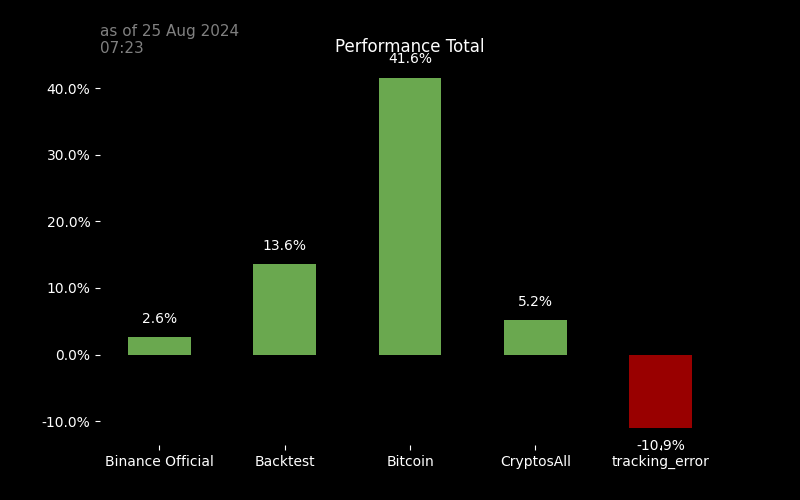 as of 25 Aug 2024
07:23
Performance Total
41.6%
40.0%
30.0%
20.0%
13.6%
10.0%
5.2%
2.6%
0.0%
-10.0%
-10.9%
Binance Official
Backtest
Bitcoin
CryptosAll
tracking_error